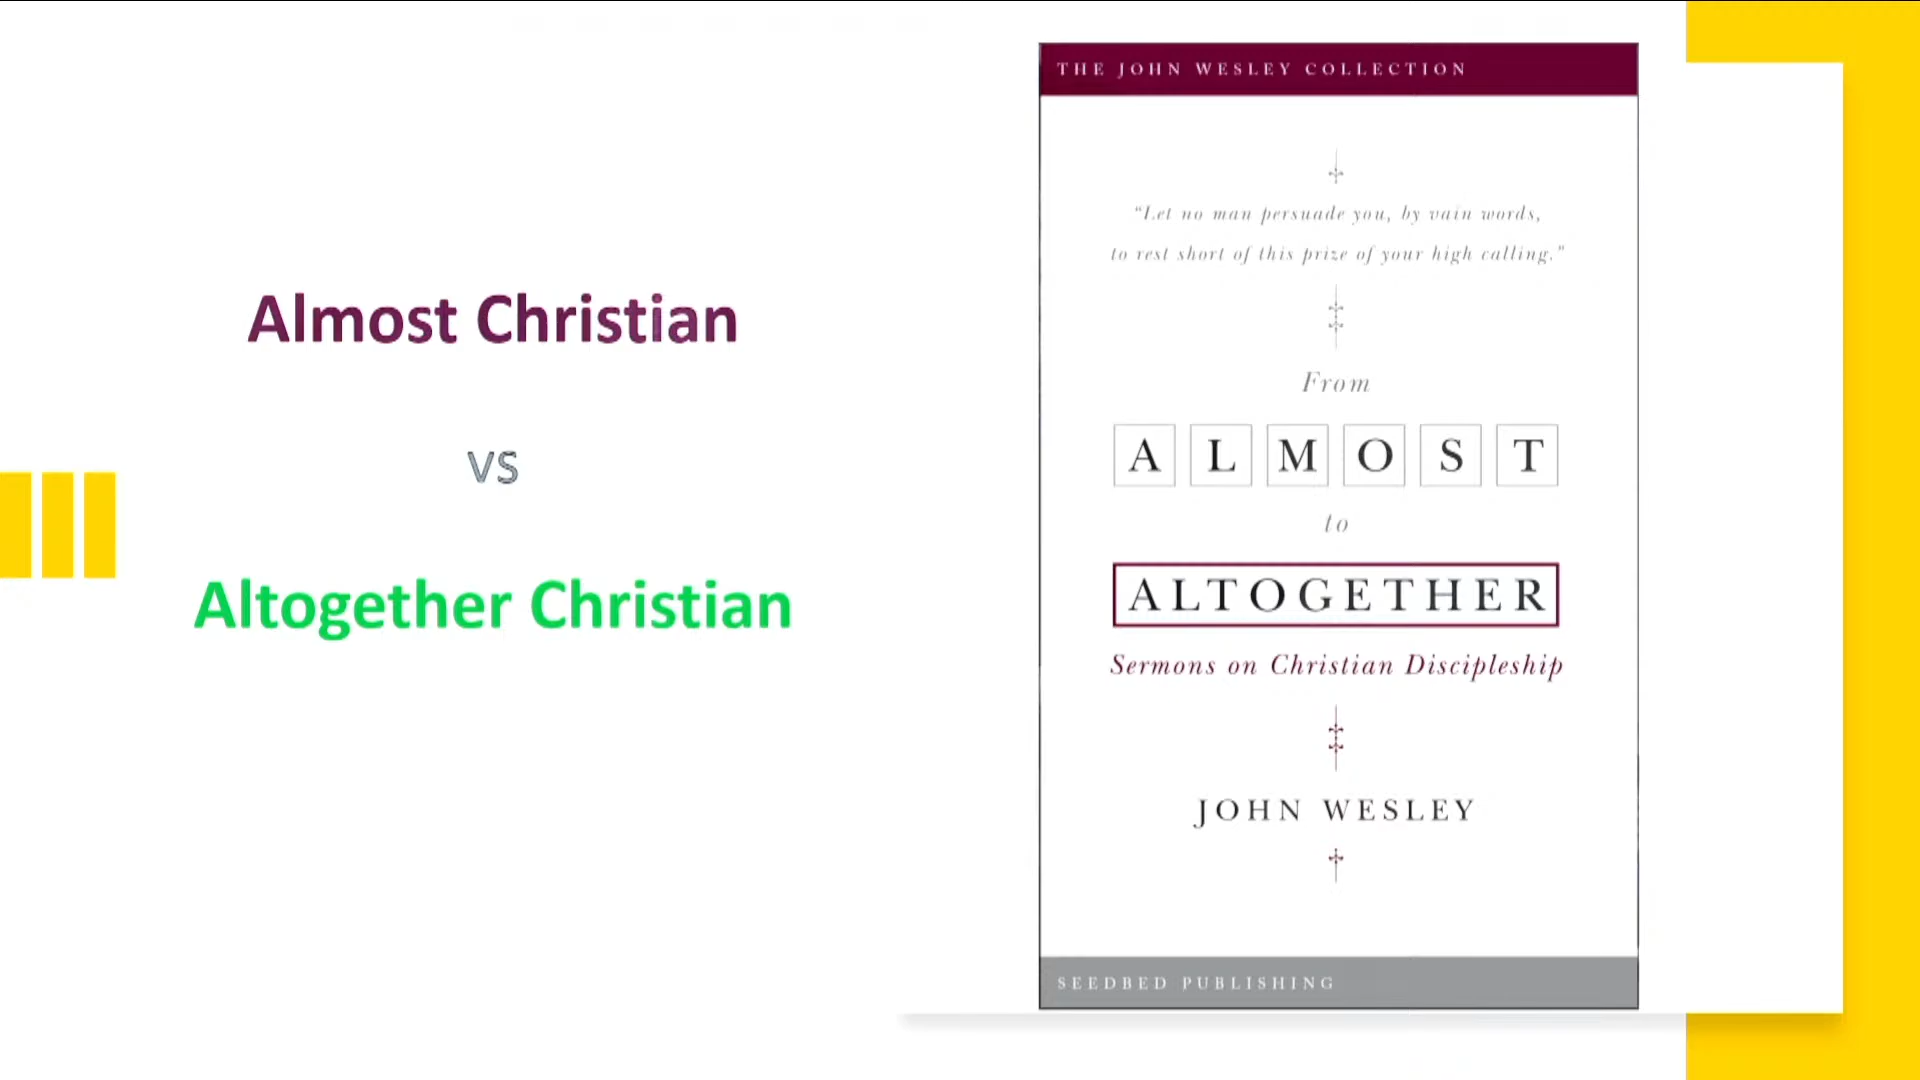 Almost Christian
VS
Altogether Christian
THE JOHN WESLEY COLLECTION
“Let no man persuade you, by vain words,
to rest short of this prize of your high calling.”
From
ALMOST
to
ALTOGETHER
Sermons on Christian Discipleship
JOHN WESLEY
SEEDBED PUBLISHING